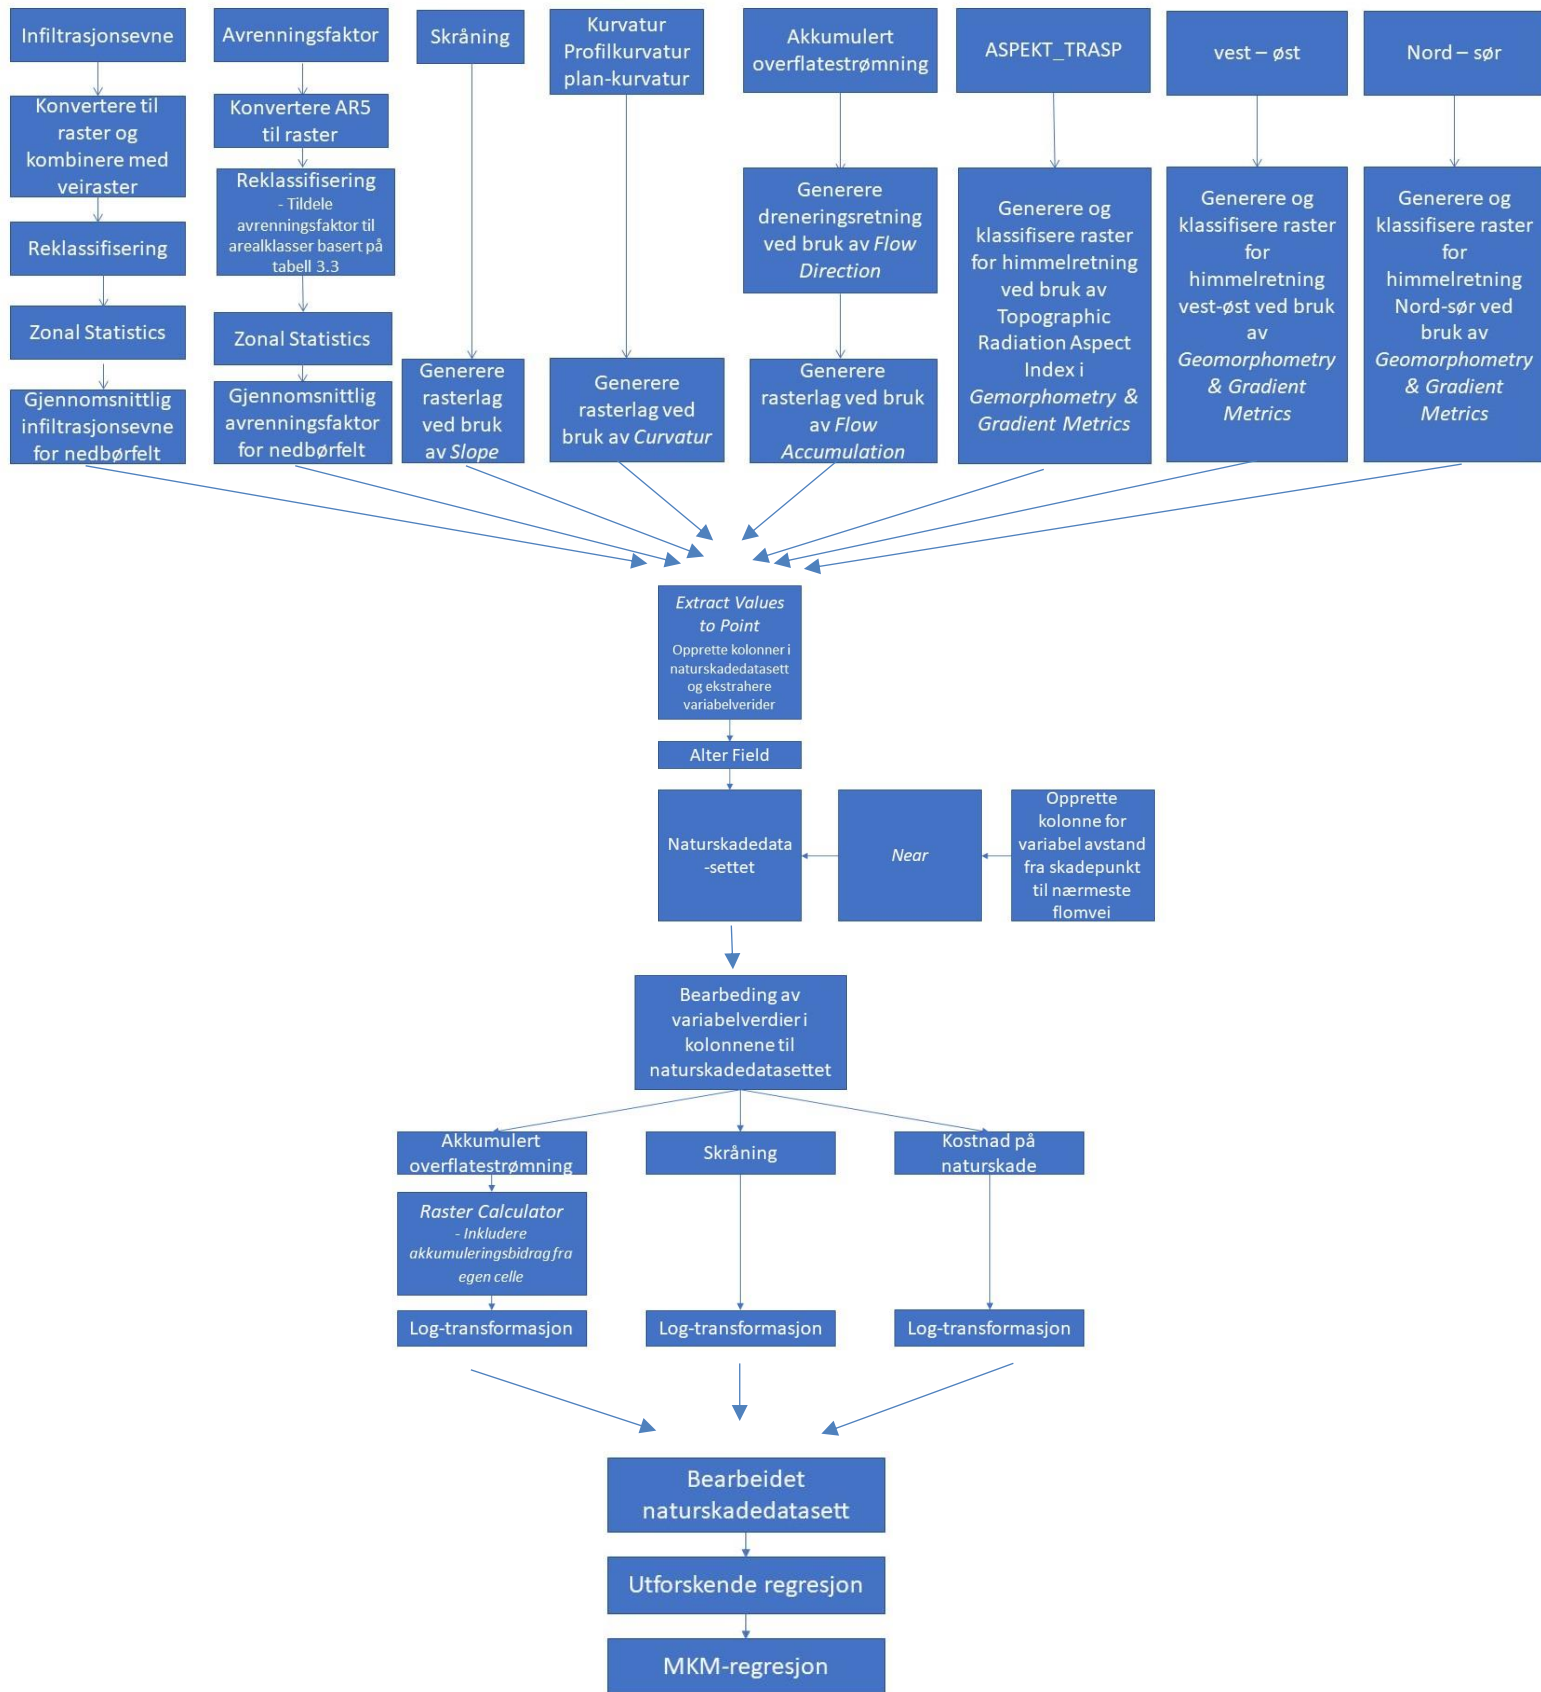 Infiltrasjonsevne
Konvertere til
raster og
kombinere med
veiraster
Reklassifisering
Zonal Statistics
Gjennomsnittlig
infiltrasjonsevne
for nedbørfelt
Avrenningsfaktor
Konvertere AR5
til raster
Reklassifisering
- Tildele
avrenningsfaktor til
arealklasser basert på
tabell 3.3
Zonal Statistics
Gjennomsnittlig
avrenningsfaktor
for nedbørfelt
Skråning
Generere
rasterlag
ved bruk
av Slope
Kurvatur
Profilkurvatur
plan-kurvatur
Generere
rasterlag ved
bruk av Curvatur
Akkumulert
overflatestrømning
Generere
dreneringsretning
ved bruk av Flow
Direction
Generere
rasterlag ved bruk
av Flow
Accumulation
ASPEKT_TRASP
Generere og
klassifisere raster
for himmelretning
ved bruk av
Topographic
Radiation Aspect
Index i
Gemorphometry &
Gradient Metrics
vest – øst
Generere og
klassifisere raster
for
himmelretning
vest-øst ved bruk
av
Geomorphometry
& Gradient
Metrics
Nord – sør
Generere og
klassifisere raster
for
himmelretning
Nord-sør ved
bruk av
Geomorphometry
& Gradient
Metrics
Extract Values
to Point
Opprette kolonner i
naturskadedatasett
og ekstrahere
variabelverider
Alter Field
Naturskadedata
-settet
Near
Opprette
kolonne for
variabel avstand
fra skadepunkt
til nærmeste
flomvei
Bearbeding av
variabelverdier i
kolonnene til
naturskadedatasettet
Akkumulert
overflatestrømning
Raster Calculator
- Inkludere
akkumuleringsbidrag fra
egen celle
Log-transformasjon
Skråning
Log-transformasjon
Kostnad på
naturskade
Log-transformasjon
Bearbeidet
naturskadedatasett
Utforskende regresjon
MKM-regresjon